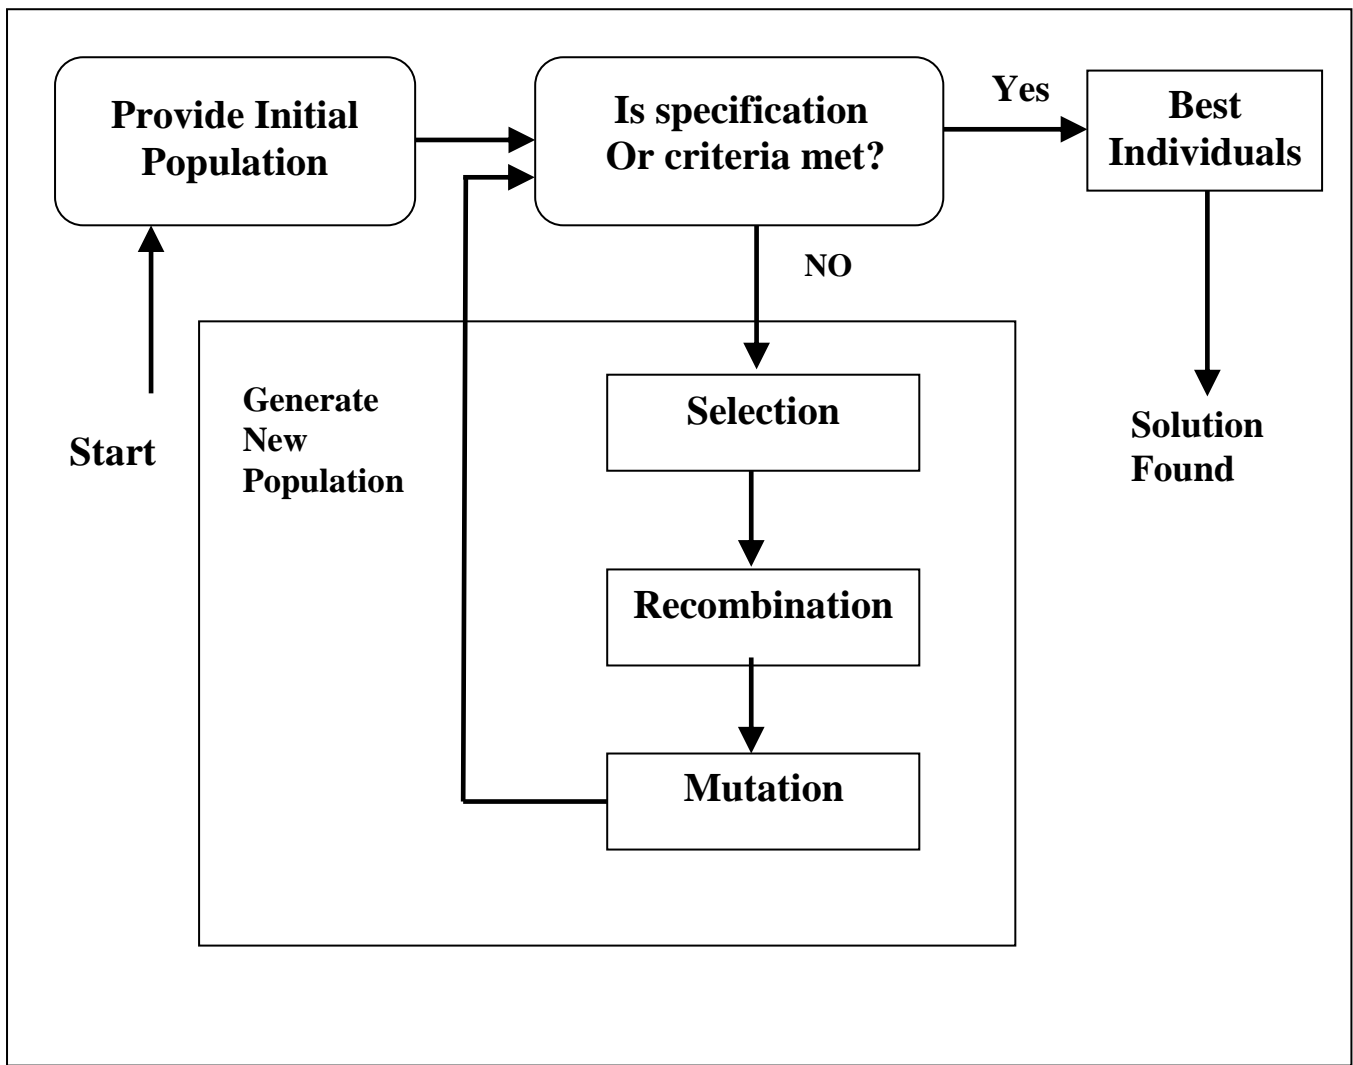 Provide Initial
Population
Is specification
Or criteria met?
Yes
Best
Individuals
NO
Start
Generate
New
Population
Selection
Recombination
Mutation
Solution
Found